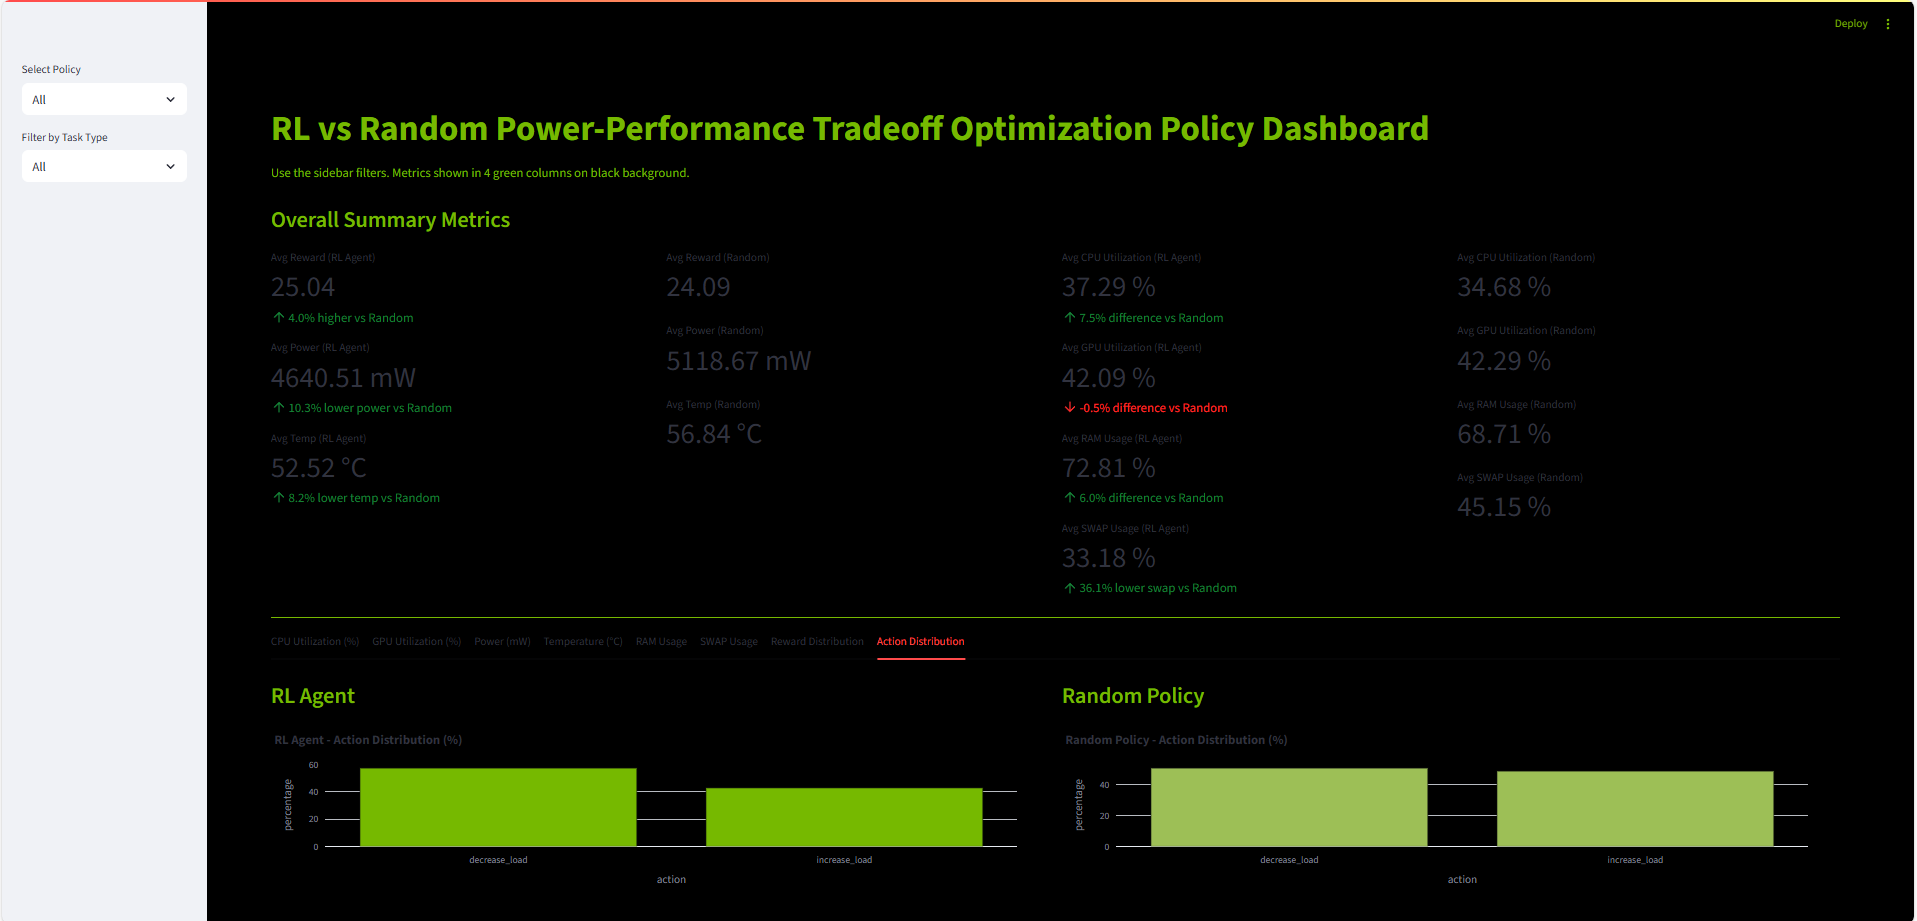 Deploy
Select Policy
All
Filter by Task Type
All
RL vs Random Power-Performance Tradeoff Optimization Policy Dashboard
Use the sidebar filters. Metrics shown in 4 green columns on black background.
Overall Summary Metrics
Avg Reward (RL Agent)
25.04
↑ 4.0% higher vs Random
Avg Power (RL Agent)
4640.51 mW
↑ 10.3% lower power vs Random
Avg Temp (RL Agent)
52.52 °C
↑ 8.2% lower temp vs Random
Avg Reward (Random)
24.09
Avg Power (Random)
5118.67 mW
Avg Temp (Random)
56.84 °C
Avg CPU Utilization (RL Agent)
37.29 %
↑ 7.5% difference vs Random
Avg GPU Utilization (RL Agent)
42.09 %
↓ -0.5% difference vs Random
Avg RAM Usage (RL Agent)
72.81 %
↑ 6.0% difference vs Random
Avg SWAP Usage (RL Agent)
33.18 %
↑ 36.1% lower swap vs Random
Avg CPU Utilization (Random)
34.68 %
Avg GPU Utilization (Random)
42.29 %
Avg RAM Usage (Random)
68.71 %
Avg SWAP Usage (Random)
45.15 %
CPU Utilization (%) GPU Utilization (%) Power (mW) Temperature (°C) RAM Usage SWAP Usage Reward Distribution Action Distribution
RL Agent
RL Agent - Action Distribution (%)
percentage
60
40
20
0
decrease_load increase_load
action
Random Policy
Random Policy - Action Distribution (%)
percentage
40
20
0
decrease_load increase_load
action